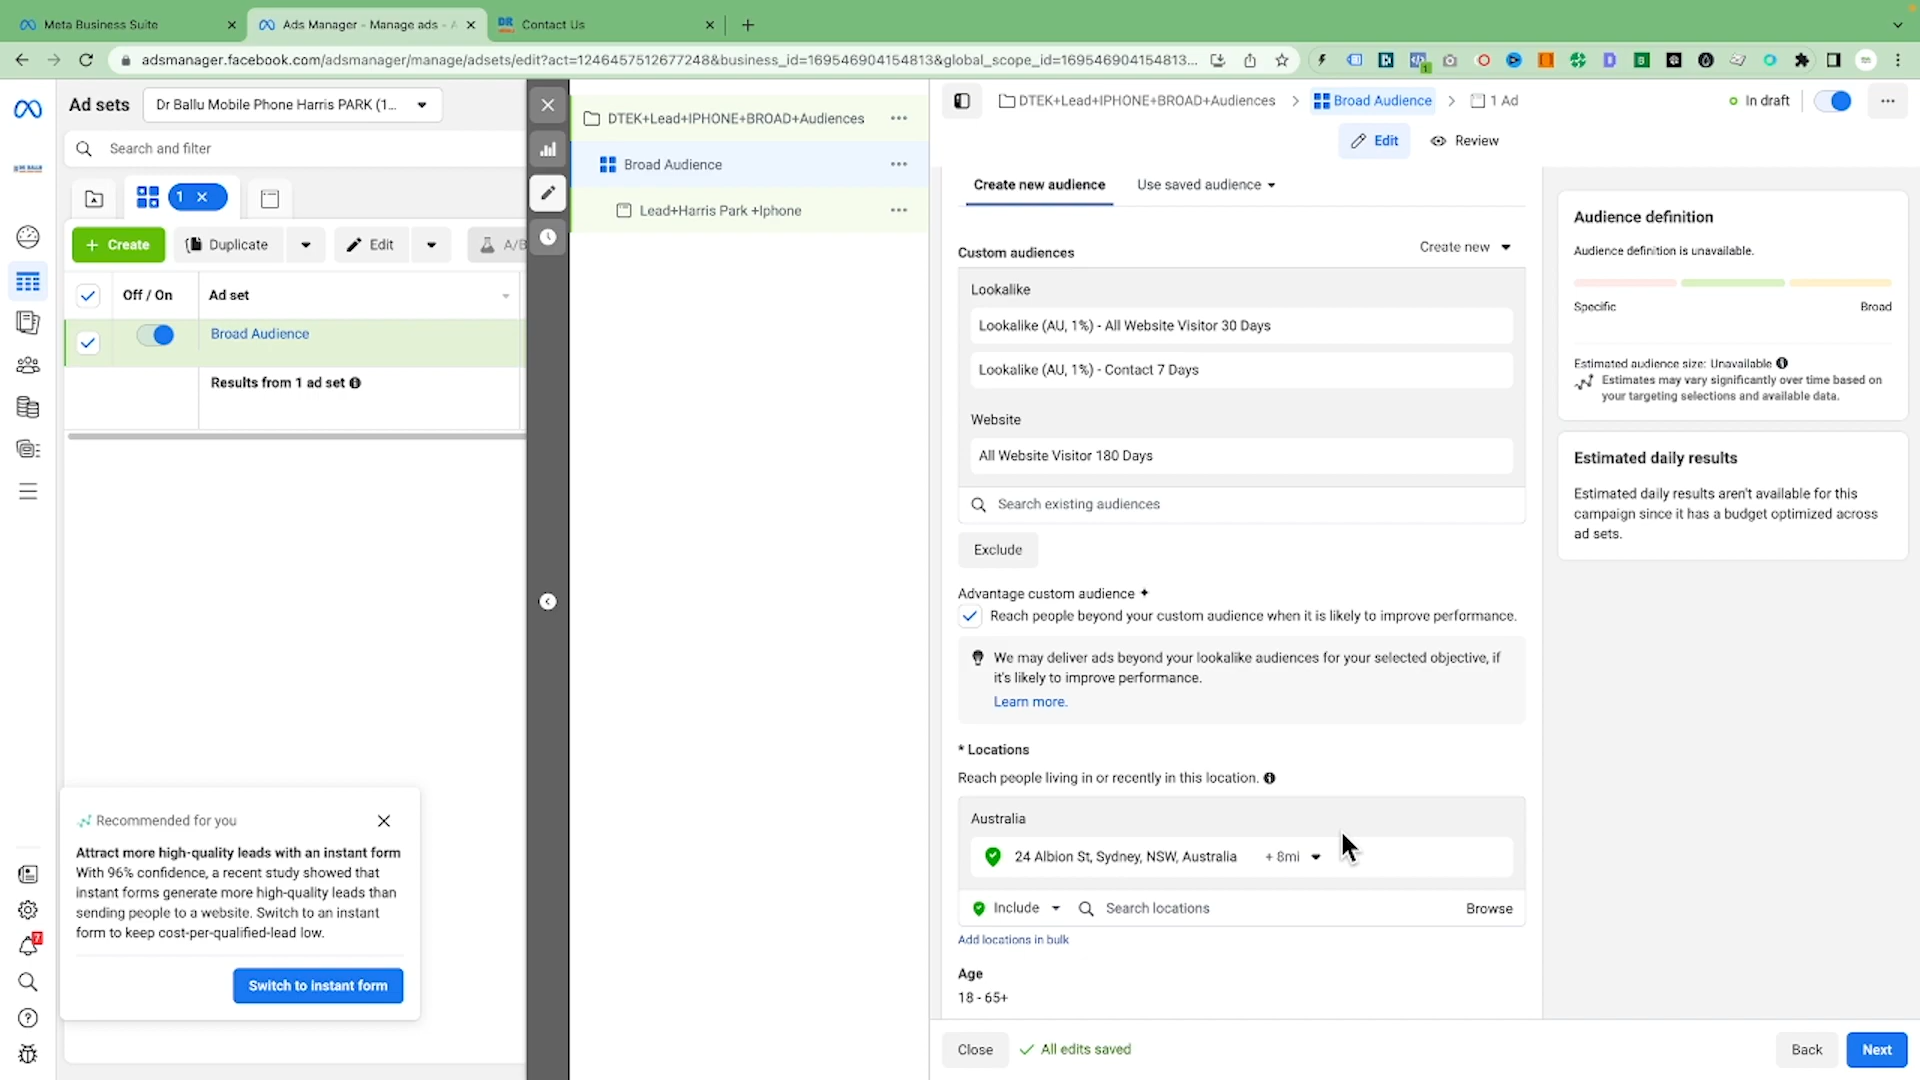 Meta Business Suite
Ads Manager - Manage ads - A
Contact Us
adsmanager.facebook.com/adsmanager/manage/adsets/edit?act=1246457512677248&business_id=169546904154813&global_scope_id=169546904154813...
Ad sets
Dr Ballu Mobile Phone Harris PARK (1...
DTEK+Lead+IPHONE+BROAD+Audiences
DTEK+Lead+IPHONE+BROAD+Audiences
Broad Audience
1 Ad
In draft
Search and filter
Edit
Review
Broad Audience
Lead+Harris Park +Iphone
1
Create
Duplicate
Edit
A/B
Off / On
Ad set
Broad Audience
Results from 1 ad set
Create new audience
Use saved audience
Custom audiences
Create new
Lookalike
Lookalike (AU, 1%) - All Website Visitor 30 Days
Lookalike (AU, 1%) - Contact 7 Days
Website
All Website Visitor 180 Days
Search existing audiences
Exclude
Advantage custom audience
Reach people beyond your custom audience when it is likely to improve performance.
We may deliver ads beyond your lookalike audiences for your selected objective, if
it's likely to improve performance.
Learn more.
* Locations
Reach people living in or recently in this location.
Australia
24 Albion St, Sydney, NSW, Australia
+ 8mi
Include
Search locations
Browse
Add locations in bulk
Age
18 - 65+
Close
All edits saved
Back
Next
Audience definition
Audience definition is unavailable.
Specific
Broad
Estimated audience size: Unavailable
Estimates may vary significantly over time based on
your targeting selections and available data.
Estimated daily results
Estimated daily results aren't available for this
campaign since it has a budget optimized across
ad sets.
Recommended for you
Attract more high-quality leads with an instant form
With 96% confidence, a recent study showed that
instant forms generate more high-quality leads than
sending people to a website. Switch to an instant
form to keep cost-per-qualified-lead low.
Switch to instant form
7